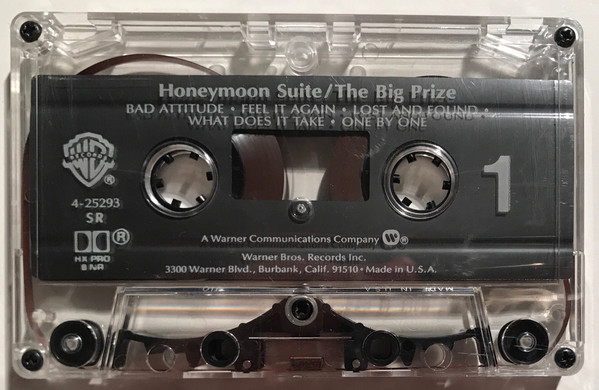 Honeymoon Suite/The Big Prize
BAD ATTITUDE • FEEL IT AGAIN • LOST AND FOUND •
WHAT DOES IT TAKE • ONE BY ONE
4-25293
SR
HX PRO
B NR
1
A Warner Communications Company
Warner Bros. Records Inc.
3300 Warner Blvd., Burbank, Calif. 91510 • Made in U.S.A.